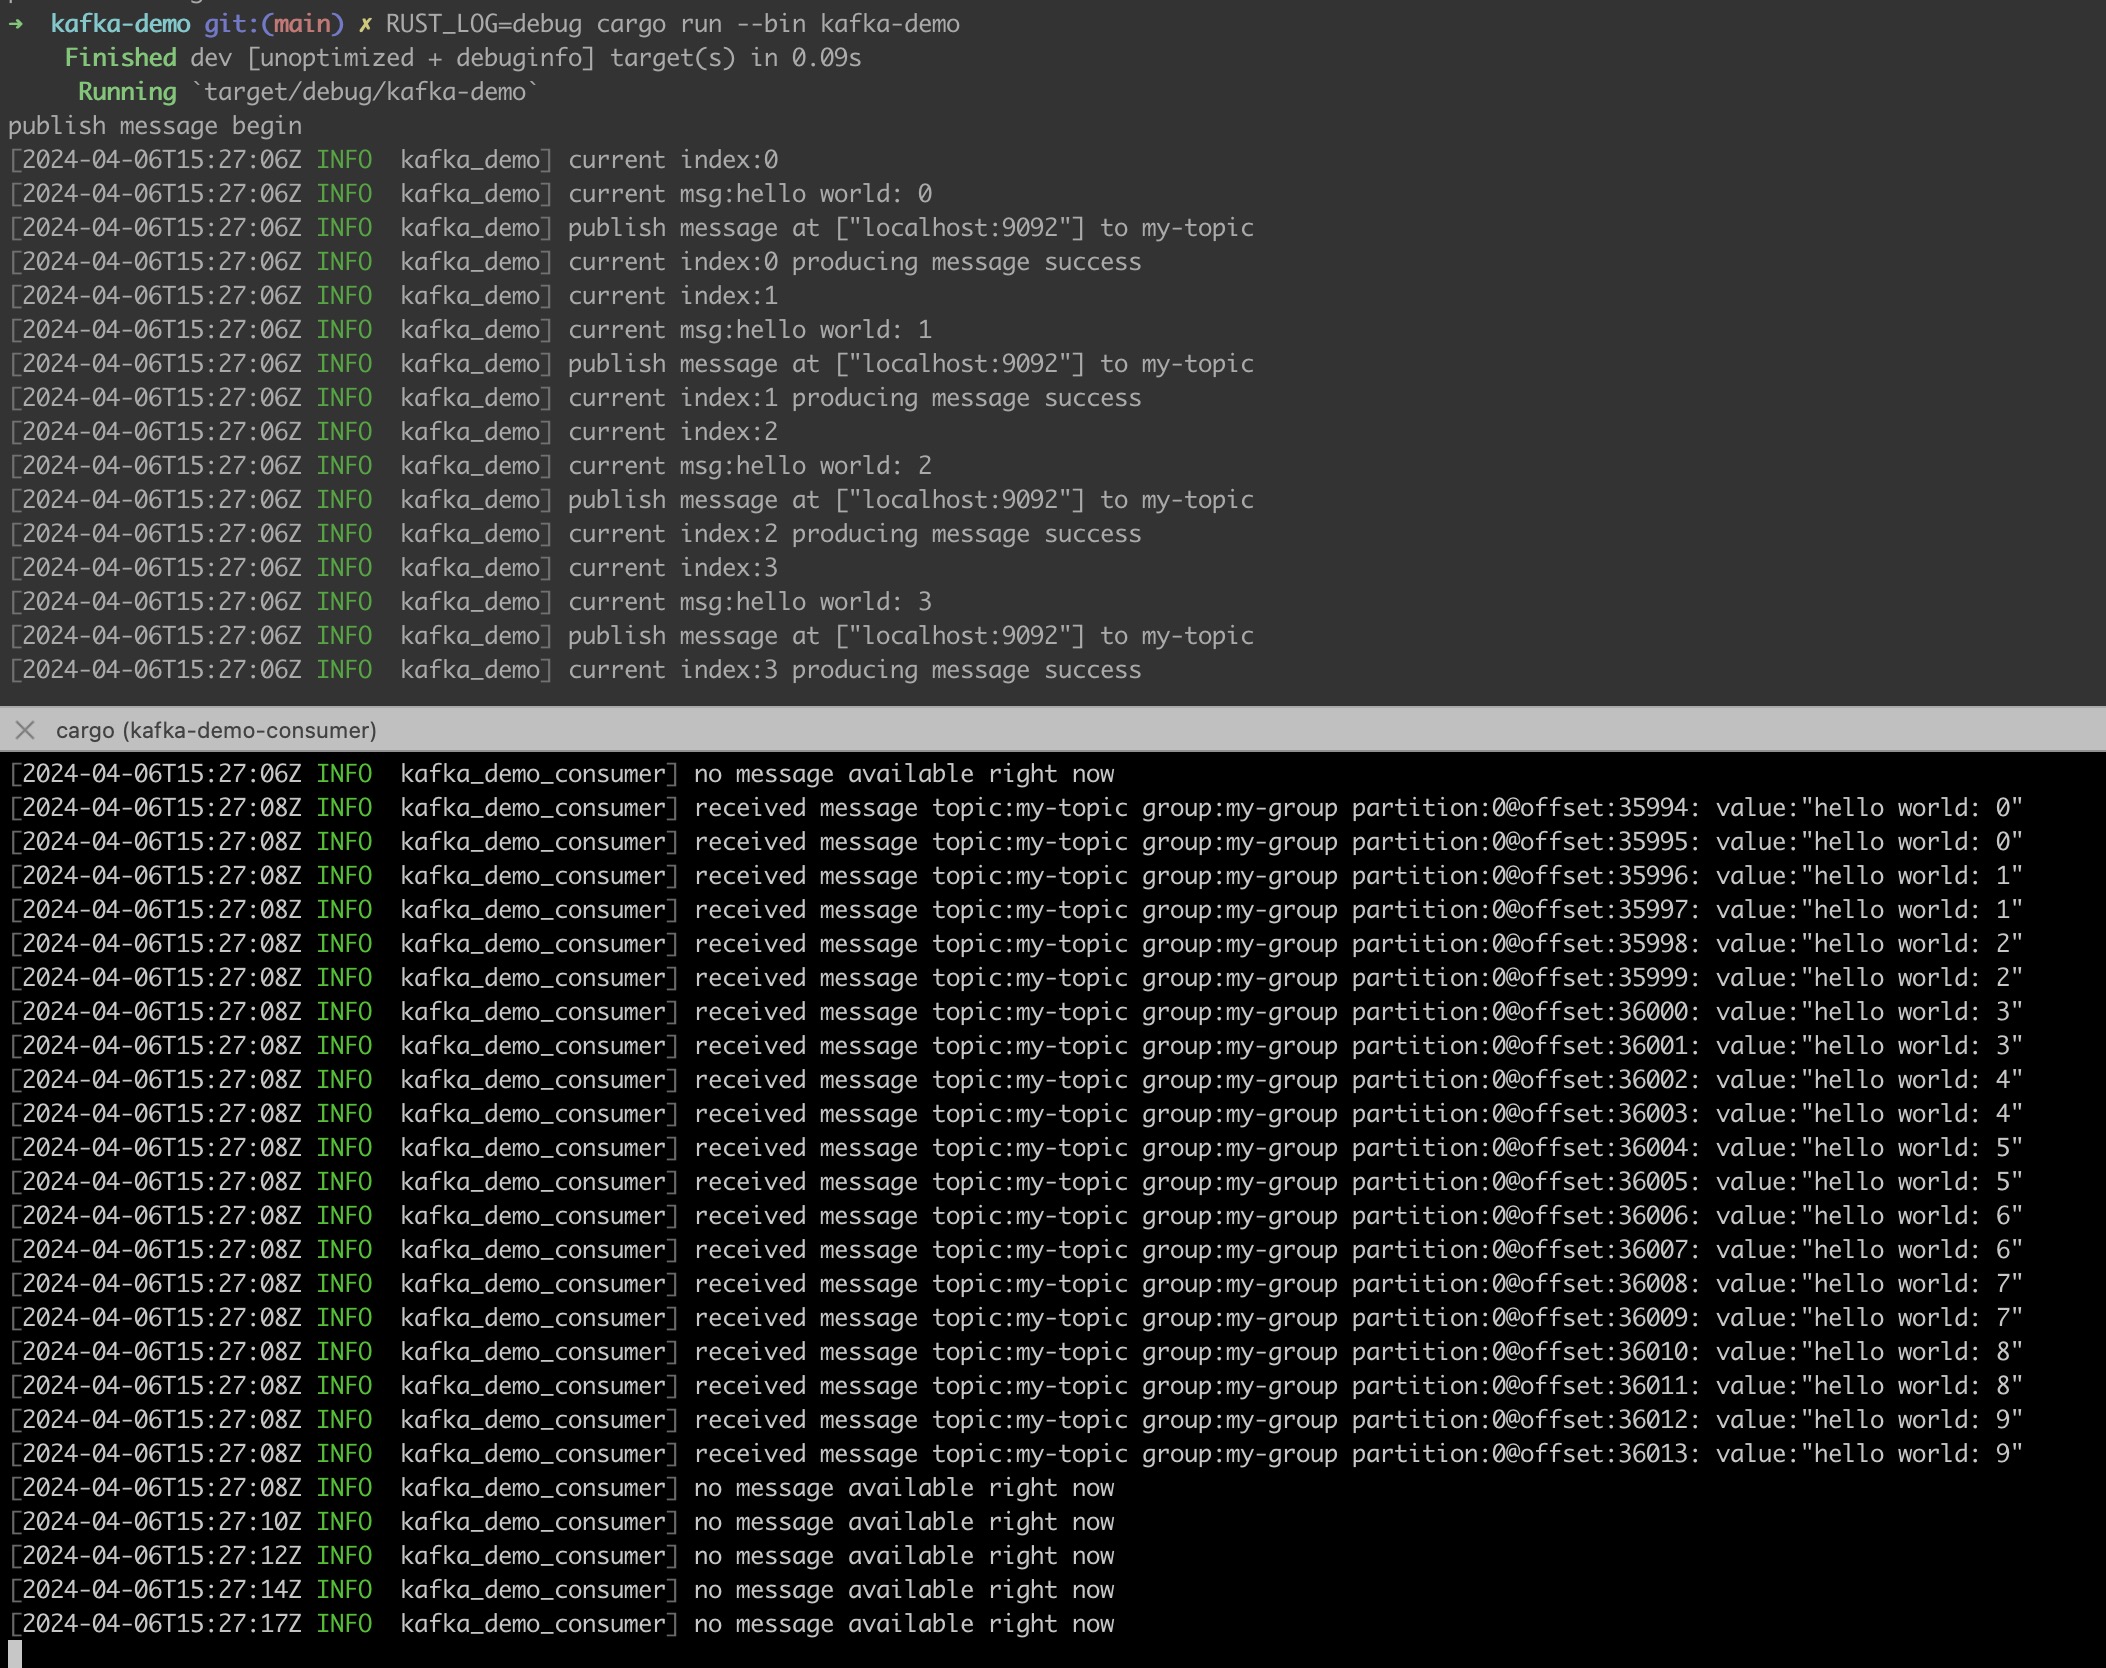 ➜  kafka-demo git:(main) ✗ RUST_LOG=debug cargo run --bin kafka-demo
    Finished dev [unoptimized + debuginfo] target(s) in 0.09s
     Running `target/debug/kafka-demo`
publish message begin
[2024-04-06T15:27:06Z INFO  kafka_demo] current index:0
[2024-04-06T15:27:06Z INFO  kafka_demo] current msg:hello world: 0
[2024-04-06T15:27:06Z INFO  kafka_demo] publish message at ["localhost:9092"] to my-topic
[2024-04-06T15:27:06Z INFO  kafka_demo] current index:0 producing message success
[2024-04-06T15:27:06Z INFO  kafka_demo] current index:1
[2024-04-06T15:27:06Z INFO  kafka_demo] current msg:hello world: 1
[2024-04-06T15:27:06Z INFO  kafka_demo] publish message at ["localhost:9092"] to my-topic
[2024-04-06T15:27:06Z INFO  kafka_demo] current index:1 producing message success
[2024-04-06T15:27:06Z INFO  kafka_demo] current index:2
[2024-04-06T15:27:06Z INFO  kafka_demo] current msg:hello world: 2
[2024-04-06T15:27:06Z INFO  kafka_demo] publish message at ["localhost:9092"] to my-topic
[2024-04-06T15:27:06Z INFO  kafka_demo] current index:2 producing message success
[2024-04-06T15:27:06Z INFO  kafka_demo] current index:3
[2024-04-06T15:27:06Z INFO  kafka_demo] current msg:hello world: 3
[2024-04-06T15:27:06Z INFO  kafka_demo] publish message at ["localhost:9092"] to my-topic
[2024-04-06T15:27:06Z INFO  kafka_demo] current index:3 producing message success
cargo (kafka-demo-consumer)
[2024-04-06T15:27:06Z INFO  kafka_demo_consumer] no message available right now
[2024-04-06T15:27:08Z INFO  kafka_demo_consumer] received message topic:my-topic group:my-group partition:0@offset:35994: value:"hello world: 0"
[2024-04-06T15:27:08Z INFO  kafka_demo_consumer] received message topic:my-topic group:my-group partition:0@offset:35995: value:"hello world: 0"
[2024-04-06T15:27:08Z INFO  kafka_demo_consumer] received message topic:my-topic group:my-group partition:0@offset:35996: value:"hello world: 1"
[2024-04-06T15:27:08Z INFO  kafka_demo_consumer] received message topic:my-topic group:my-group partition:0@offset:35997: value:"hello world: 1"
[2024-04-06T15:27:08Z INFO  kafka_demo_consumer] received message topic:my-topic group:my-group partition:0@offset:35998: value:"hello world: 2"
[2024-04-06T15:27:08Z INFO  kafka_demo_consumer] received message topic:my-topic group:my-group partition:0@offset:35999: value:"hello world: 2"
[2024-04-06T15:27:08Z INFO  kafka_demo_consumer] received message topic:my-topic group:my-group partition:0@offset:36000: value:"hello world: 3"
[2024-04-06T15:27:08Z INFO  kafka_demo_consumer] received message topic:my-topic group:my-group partition:0@offset:36001: value:"hello world: 3"
[2024-04-06T15:27:08Z INFO  kafka_demo_consumer] received message topic:my-topic group:my-group partition:0@offset:36002: value:"hello world: 4"
[2024-04-06T15:27:08Z INFO  kafka_demo_consumer] received message topic:my-topic group:my-group partition:0@offset:36003: value:"hello world: 4"
[2024-04-06T15:27:08Z INFO  kafka_demo_consumer] received message topic:my-topic group:my-group partition:0@offset:36004: value:"hello world: 5"
[2024-04-06T15:27:08Z INFO  kafka_demo_consumer] received message topic:my-topic group:my-group partition:0@offset:36005: value:"hello world: 5"
[2024-04-06T15:27:08Z INFO  kafka_demo_consumer] received message topic:my-topic group:my-group partition:0@offset:36006: value:"hello world: 6"
[2024-04-06T15:27:08Z INFO  kafka_demo_consumer] received message topic:my-topic group:my-group partition:0@offset:36007: value:"hello world: 6"
[2024-04-06T15:27:08Z INFO  kafka_demo_consumer] received message topic:my-topic group:my-group partition:0@offset:36008: value:"hello world: 7"
[2024-04-06T15:27:08Z INFO  kafka_demo_consumer] received message topic:my-topic group:my-group partition:0@offset:36009: value:"hello world: 7"
[2024-04-06T15:27:08Z INFO  kafka_demo_consumer] received message topic:my-topic group:my-group partition:0@offset:36010: value:"hello world: 8"
[2024-04-06T15:27:08Z INFO  kafka_demo_consumer] received message topic:my-topic group:my-group partition:0@offset:36011: value:"hello world: 8"
[2024-04-06T15:27:08Z INFO  kafka_demo_consumer] received message topic:my-topic group:my-group partition:0@offset:36012: value:"hello world: 9"
[2024-04-06T15:27:08Z INFO  kafka_demo_consumer] received message topic:my-topic group:my-group partition:0@offset:36013: value:"hello world: 9"
[2024-04-06T15:27:08Z INFO  kafka_demo_consumer] no message available right now
[2024-04-06T15:27:10Z INFO  kafka_demo_consumer] no message available right now
[2024-04-06T15:27:12Z INFO  kafka_demo_consumer] no message available right now
[2024-04-06T15:27:14Z INFO  kafka_demo_consumer] no message available right now
[2024-04-06T15:27:17Z INFO  kafka_demo_consumer] no message available right now